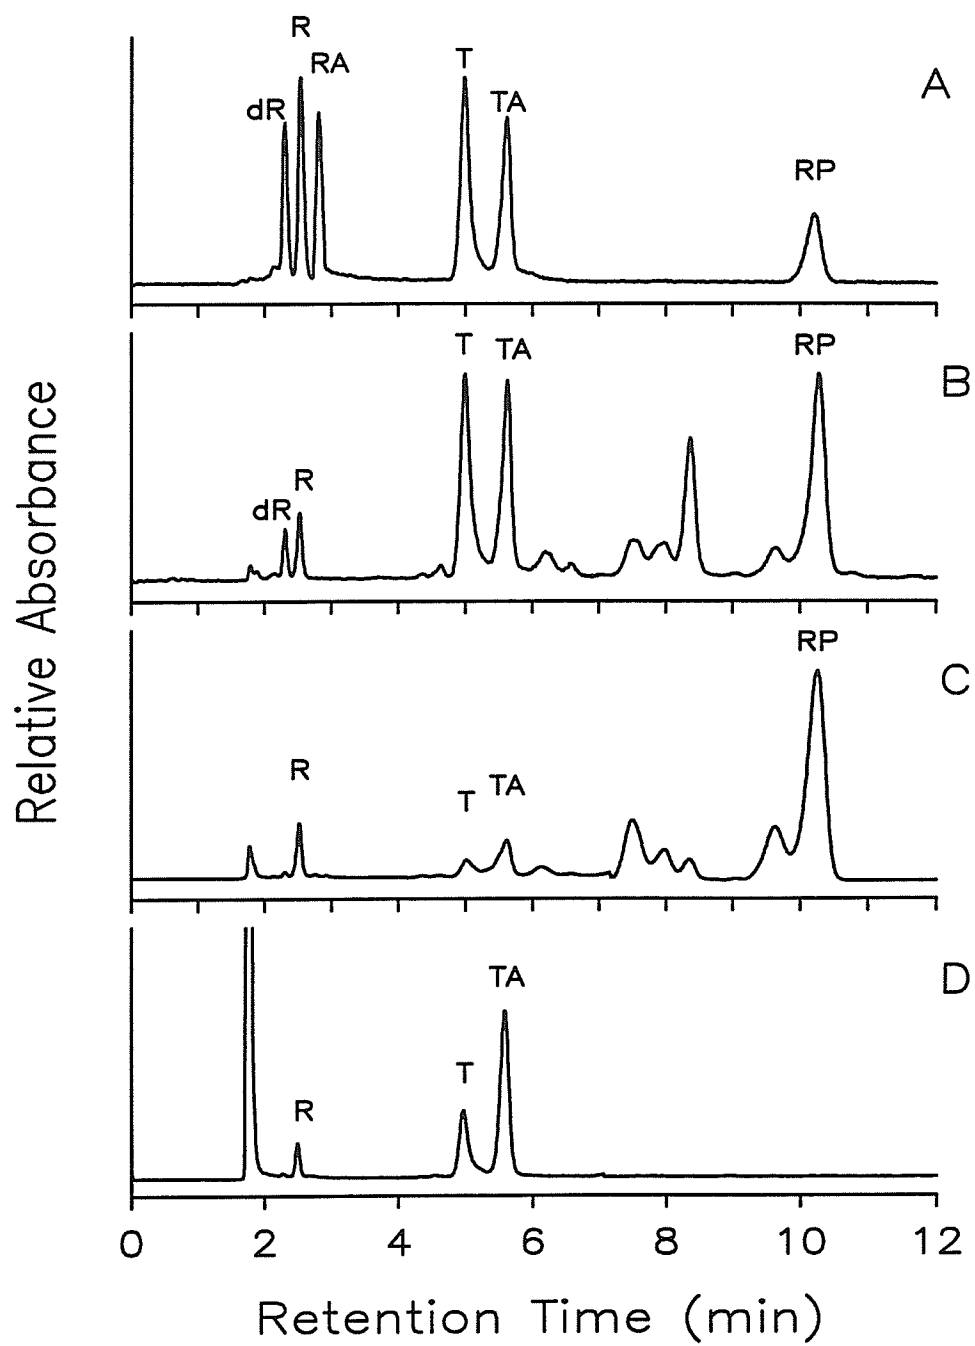 R
RA
dR
T
TA
RP
A
T
TA
RP
B
R
dR
RP
C
R
T
TA
TA
D
T
R
Relative Absorbance
0 2 4 6 8 10 12
Retention Time (min)